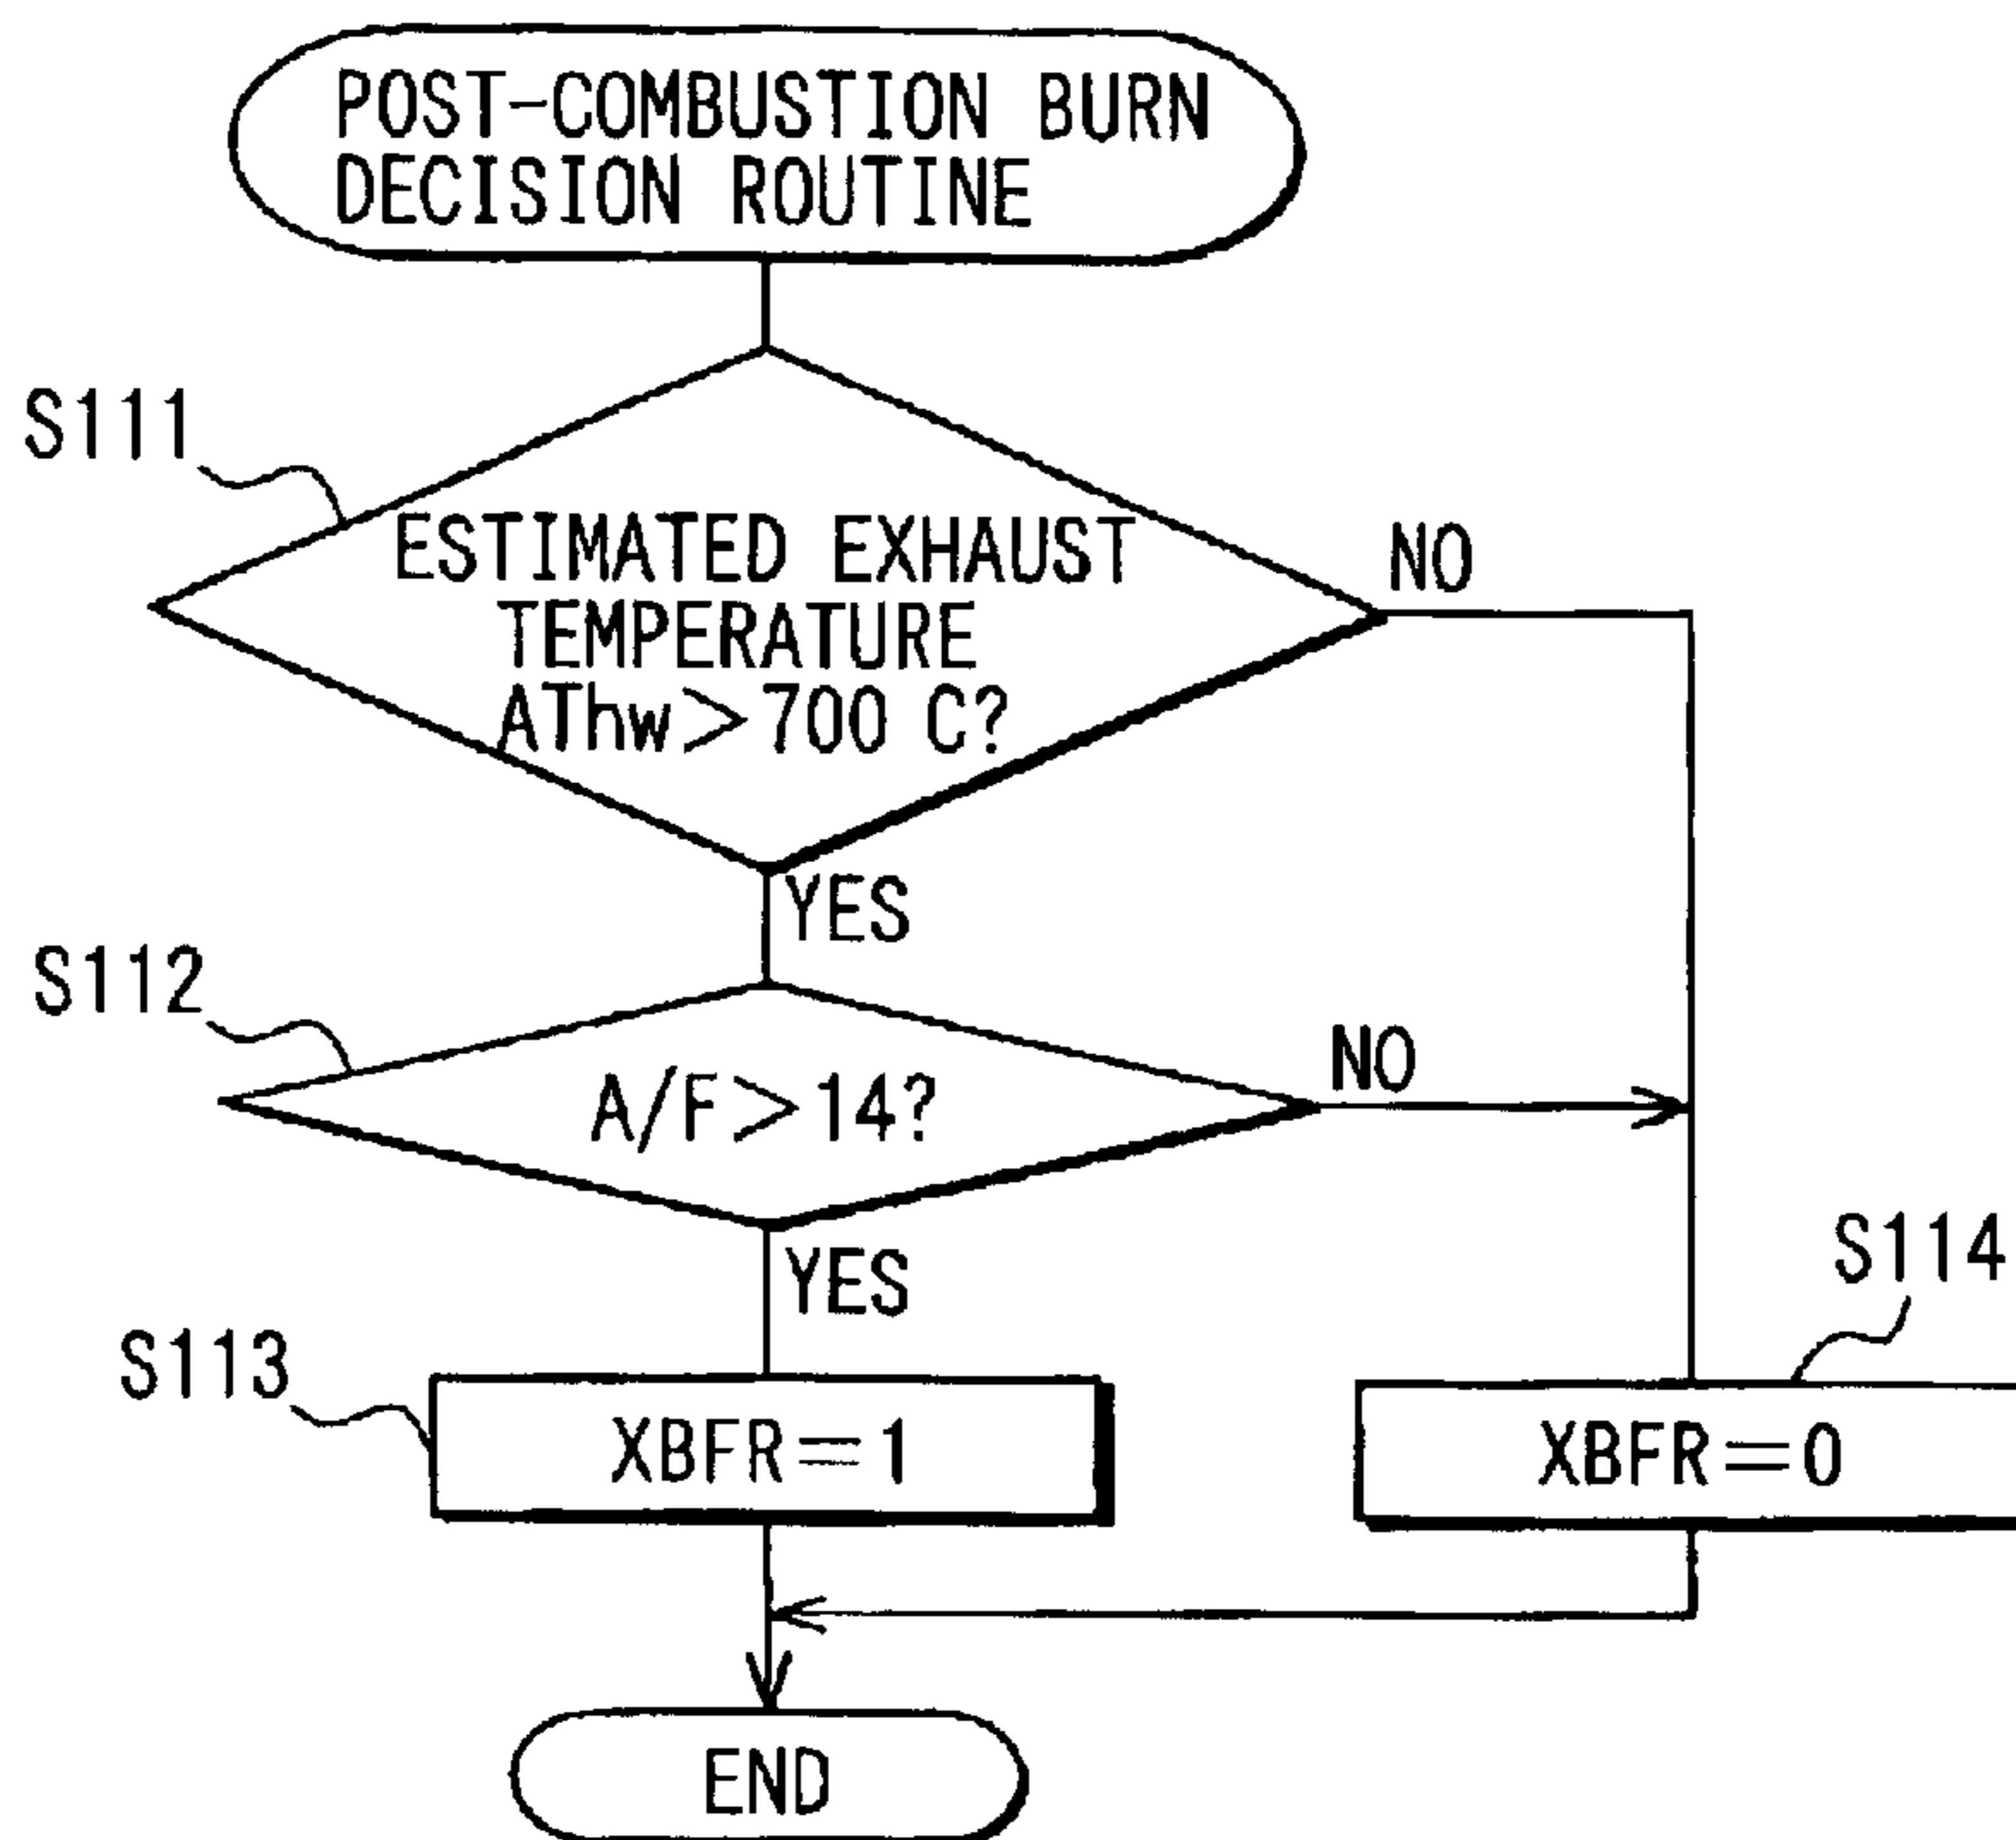 POST-COMBUSTION BURN
DECISION ROUTINE
S111
ESTIMATED EXHAUST
TEMPERATURE
AThw>700 C?
NO
YES
S112
A/F>14?
NO
YES
S113
XBFR=1
S114
XBFR=0
END